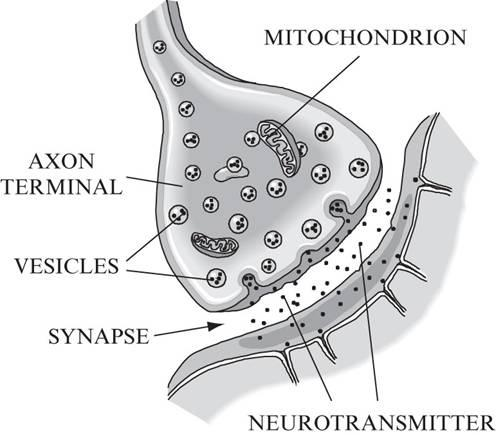 MITOCHONDRION
AXON
TERMINAL
VESICLES
SYNAPSE
NEUROTRANSMITTER